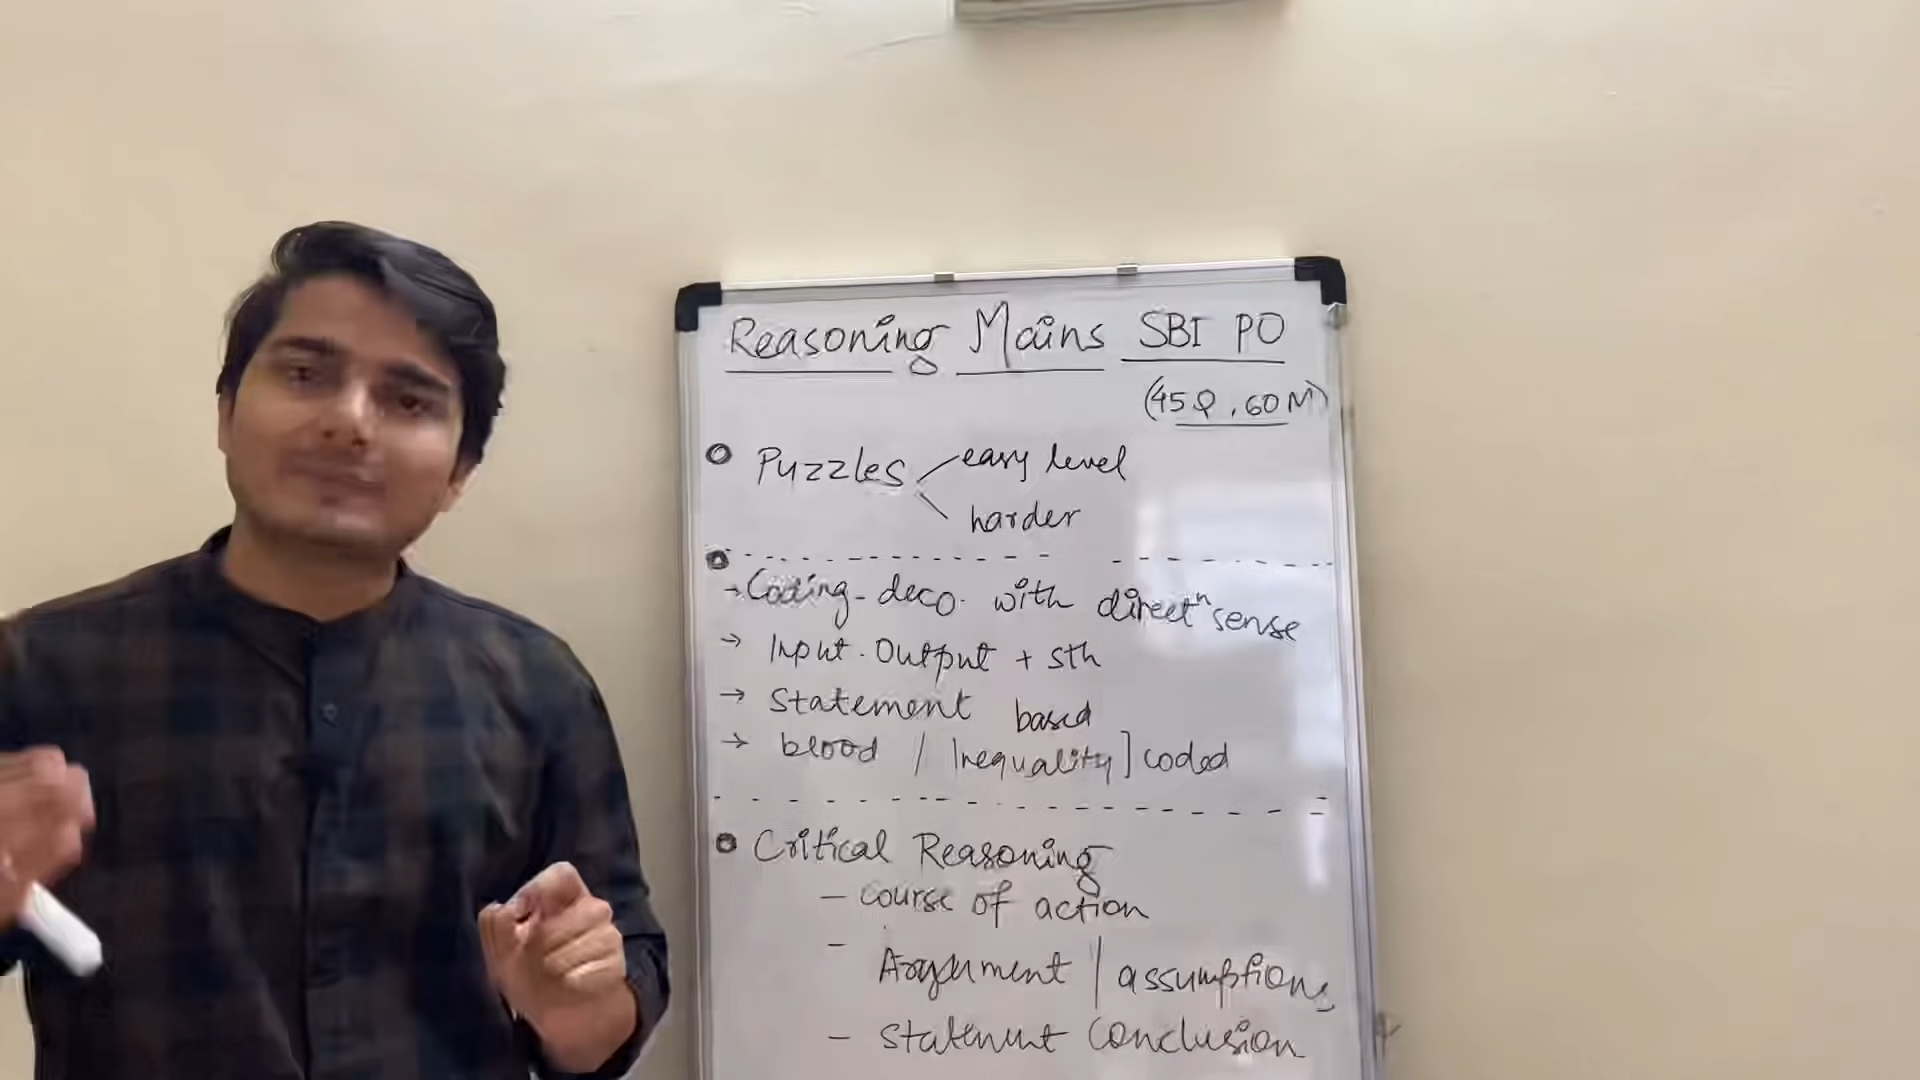 Reasoning Mains SBI PO
(45Q, 60M)
Puzzles
easy level
harder
→ Coding-deco. with directⁿ sense
→ Input-Output + sth
→ Statement based
→ blood / Inequality] coded
Critical Reasoning
- course of action
- Argument | assumptions
- Statement Conclusion